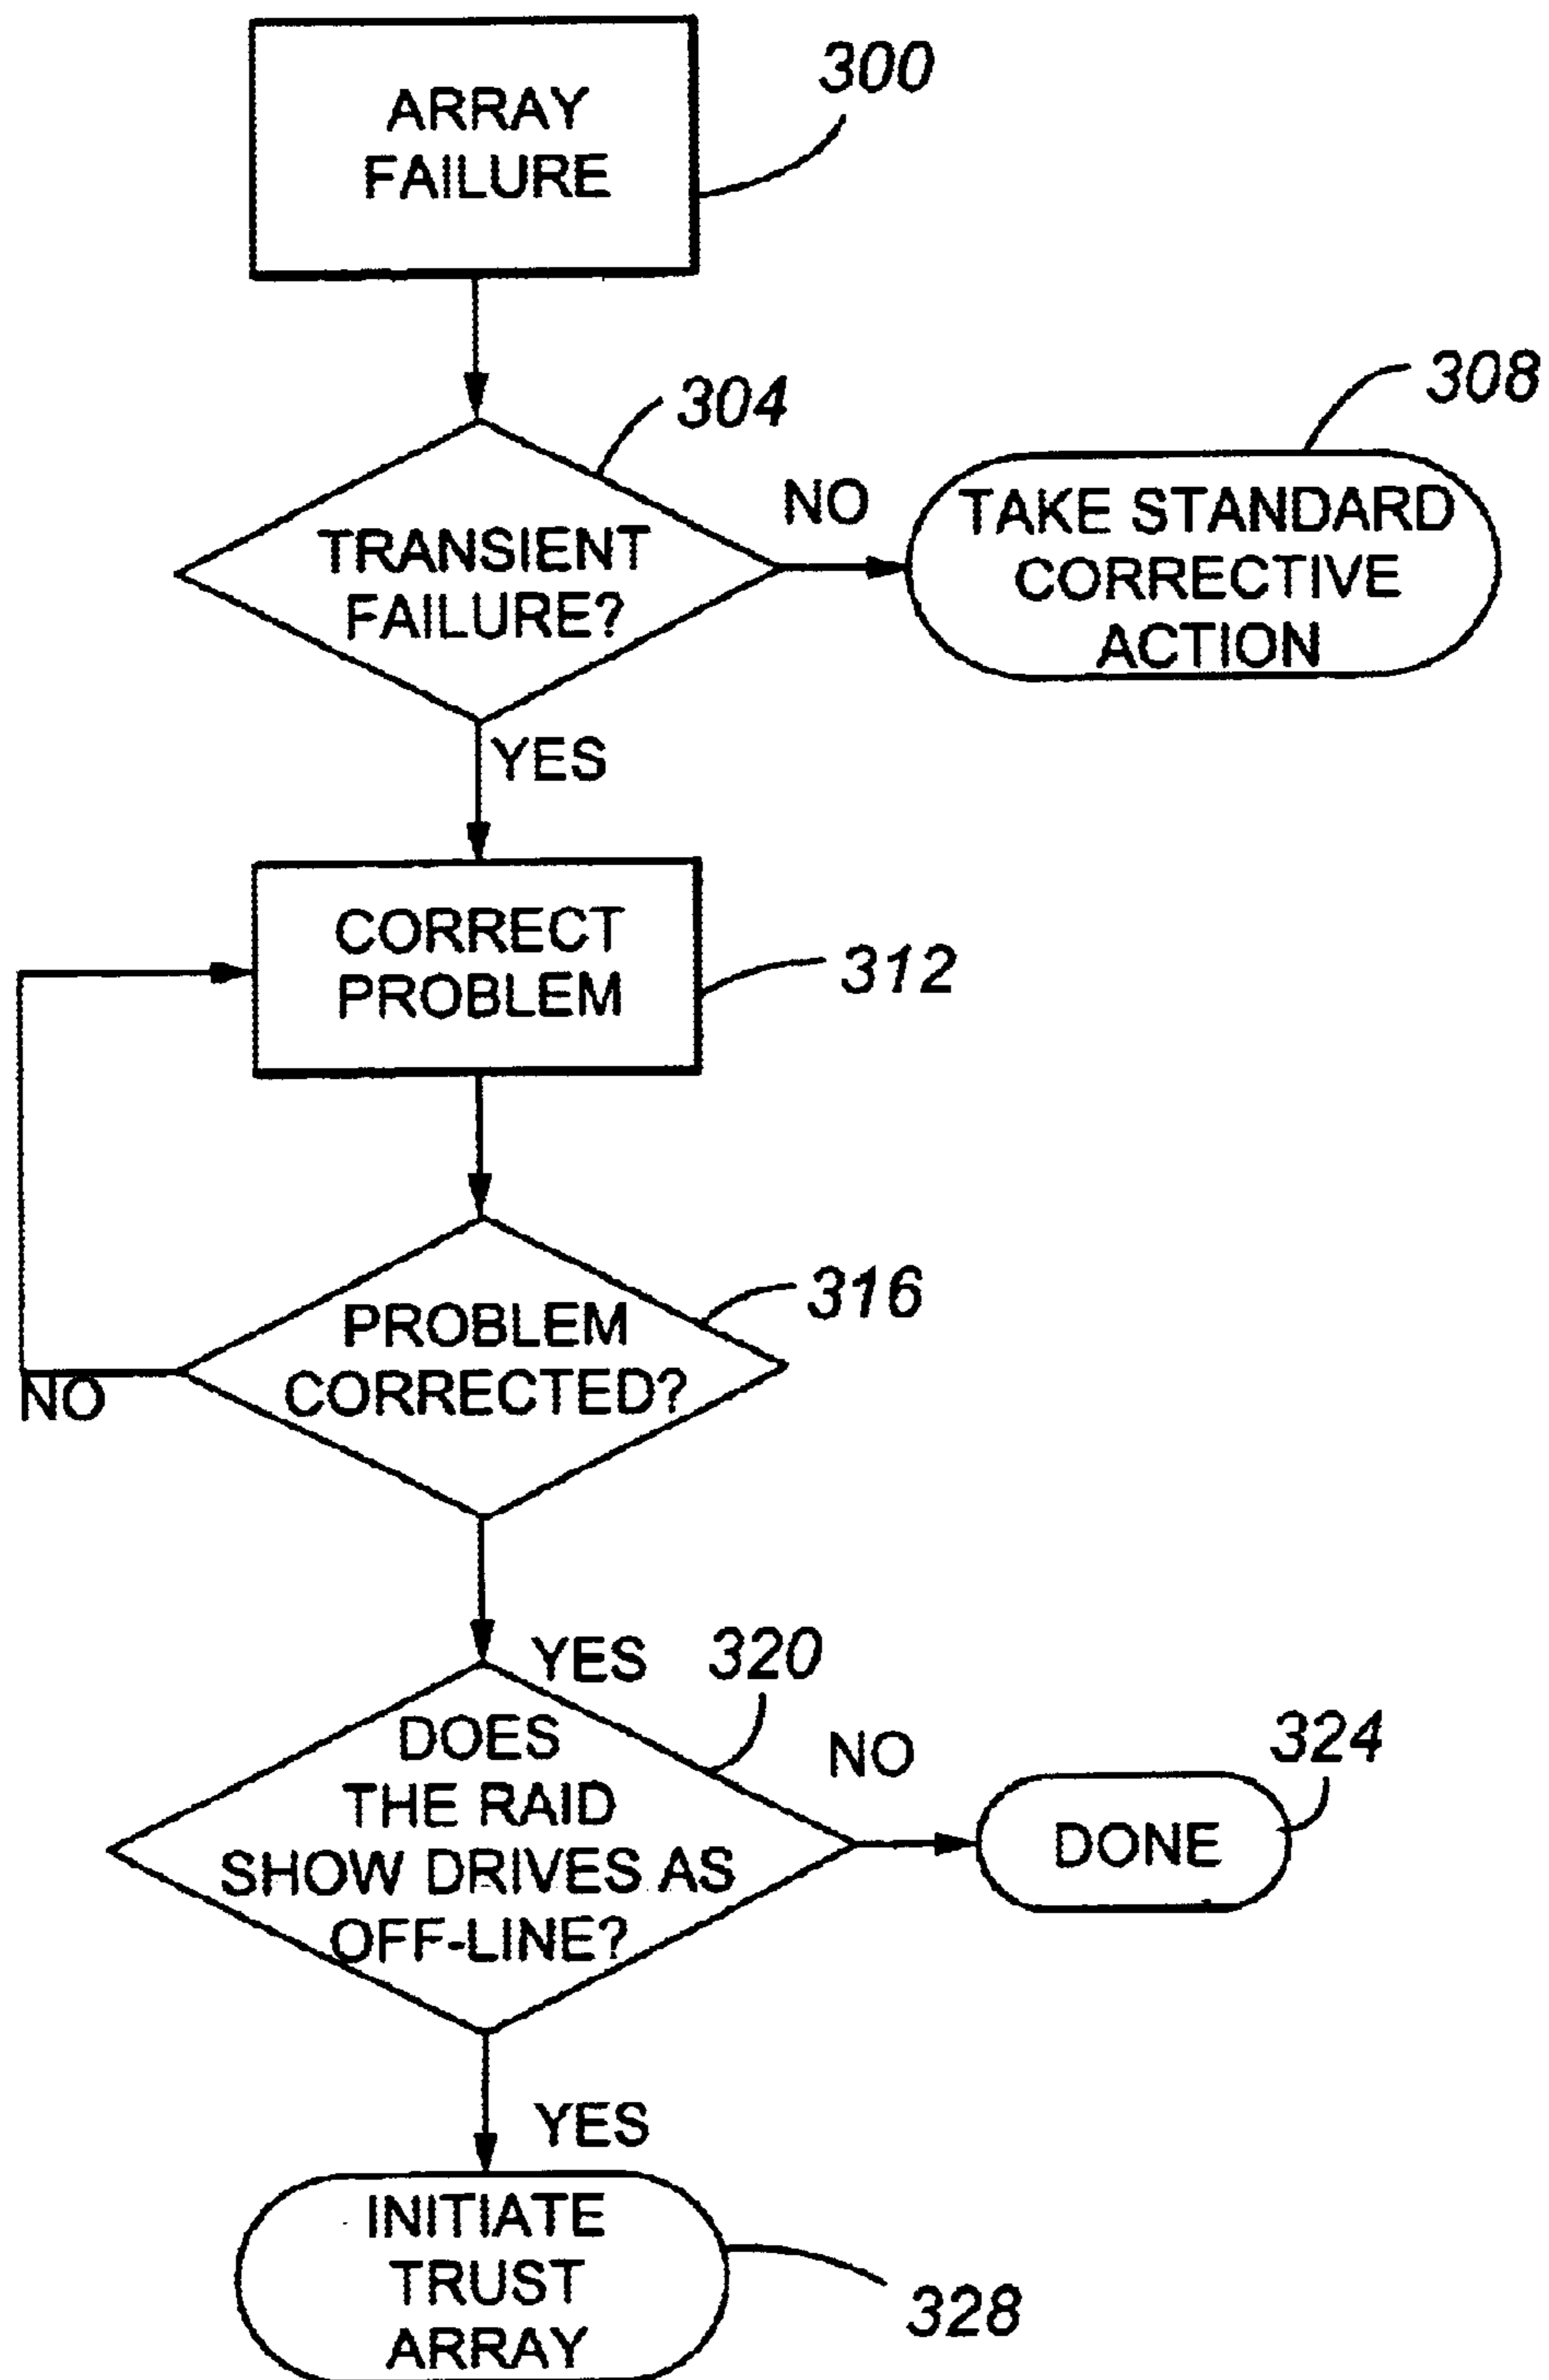 ARRAY
FAILURE
300
304
308
TRANSIENT
FAILURE?
NO
TAKE STANDARD
CORRECTIVE
ACTION
YES
CORRECT
PROBLEM
312
316
PROBLEM
CORRECTED?
NO
YES
320
DOES
THE RAID
SHOW DRIVES AS
OFF-LINE?
NO
324
DONE
YES
INITIATE
TRUST
ARRAY
328